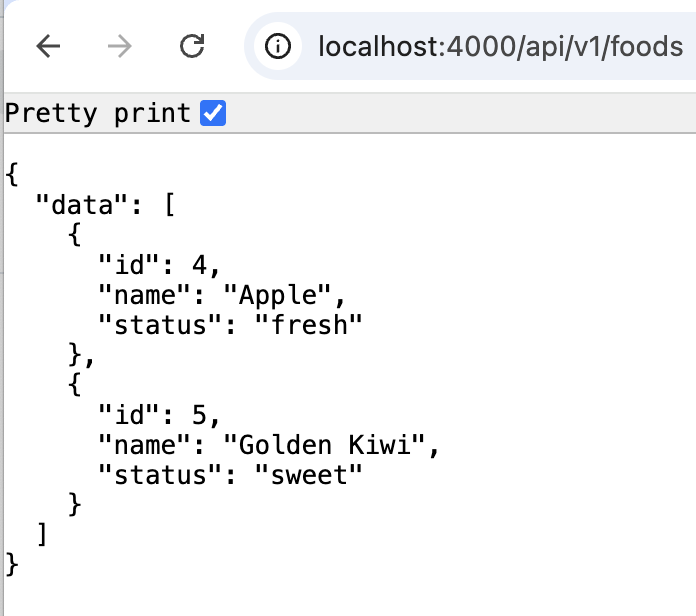 localhost:4000/api/v1/foods
Pretty print
{
  "data": [
    {
      "id": 4,
      "name": "Apple",
      "status": "fresh"
    },
    {
      "id": 5,
      "name": "Golden Kiwi",
      "status": "sweet"
    }
  ]
}